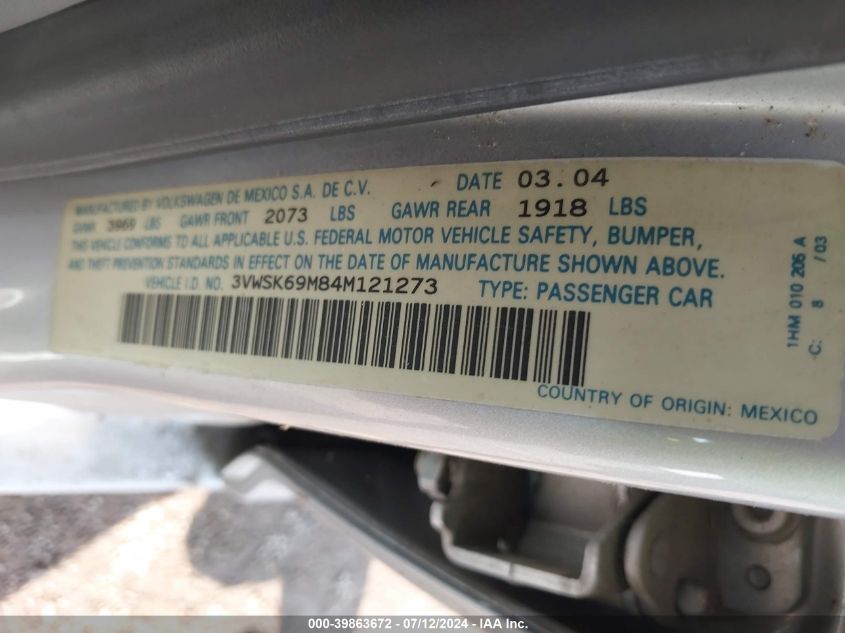 MANUFACTURED BY VOLKSWAGEN DE MEXICO S.A. DE C.V. DATE 03.04
GVWR 3969 LBS GAWR FRONT 2073 LBS GAWR REAR 1918 LBS
THIS VEHICLE CONFORMS TO ALL APPLICABLE U.S. FEDERAL MOTOR VEHICLE SAFETY, BUMPER,
AND THEFT PREVENTION STANDARDS IN EFFECT ON THE DATE OF MANUFACTURE SHOWN ABOVE.
VEHICLE I.D. NO. 3VWSK69M84M121273 TYPE: PASSENGER CAR
COUNTRY OF ORIGIN: MEXICO
1HM 010 206 A
C: 8 / 03
000-39863672 - 07/12/2024 - IAA Inc.